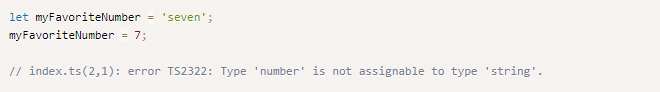 let myFavoriteNumber = 'seven';
myFavoriteNumber = 7;
// index.ts(2,1): error TS2322: Type 'number' is not assignable to type 'string'.